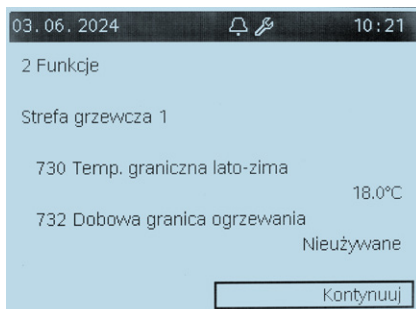 03.06.2024 10:21
2 Funkcje
Strefa grzewcza 1
730 Temp. graniczna lato-zima
18.0°C
732 Dobowa granica ogrzewania
Nieużywane
Kontynuuj